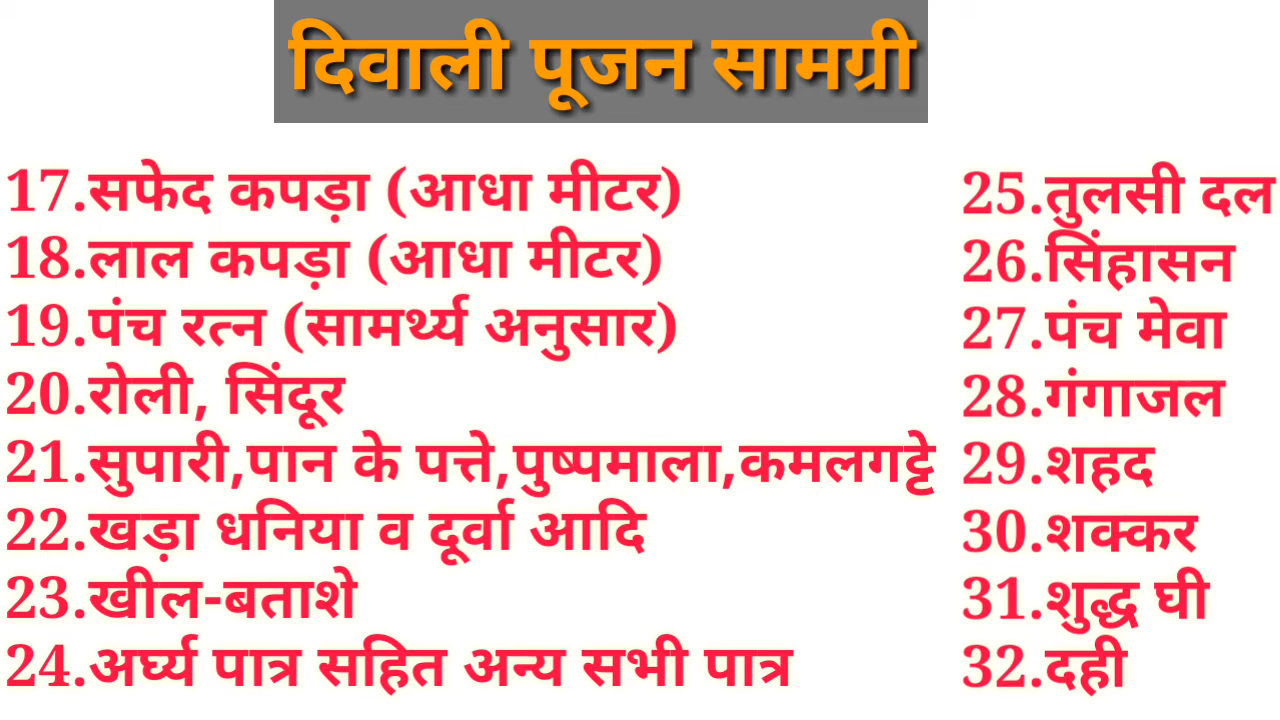 दिवाली पूजन सामग्री
17.सफेद कपड़ा (आधा मीटर)
18.लाल कपड़ा (आधा मीटर)
19.पंच रत्न (सामर्थ्य अनुसार)
20.रोली, सिंदूर
21.सुपारी,पान के पत्ते,पुष्पमाला,कमलगट्टे
22.खड़ा धनिया व दूर्वा आदि
23.खील-बताशे
24.अर्घ्य पात्र सहित अन्य सभी पात्र
25.तुलसी दल
26.सिंहासन
27.पंच मेवा
28.गंगाजल
29.शहद
30.शक्कर
31.शुद्ध घी
32.दही